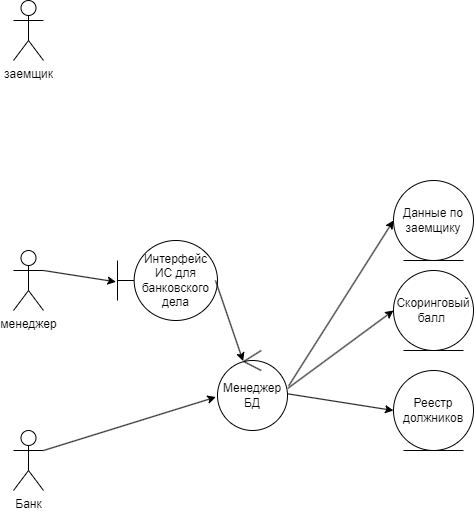 заемщик
Данные по
заемщику
Интерфейс
ИС для
банковского
дела
менеджер
Скоринговый
балл
Менеджер
БД
Реестр
должников
Банк